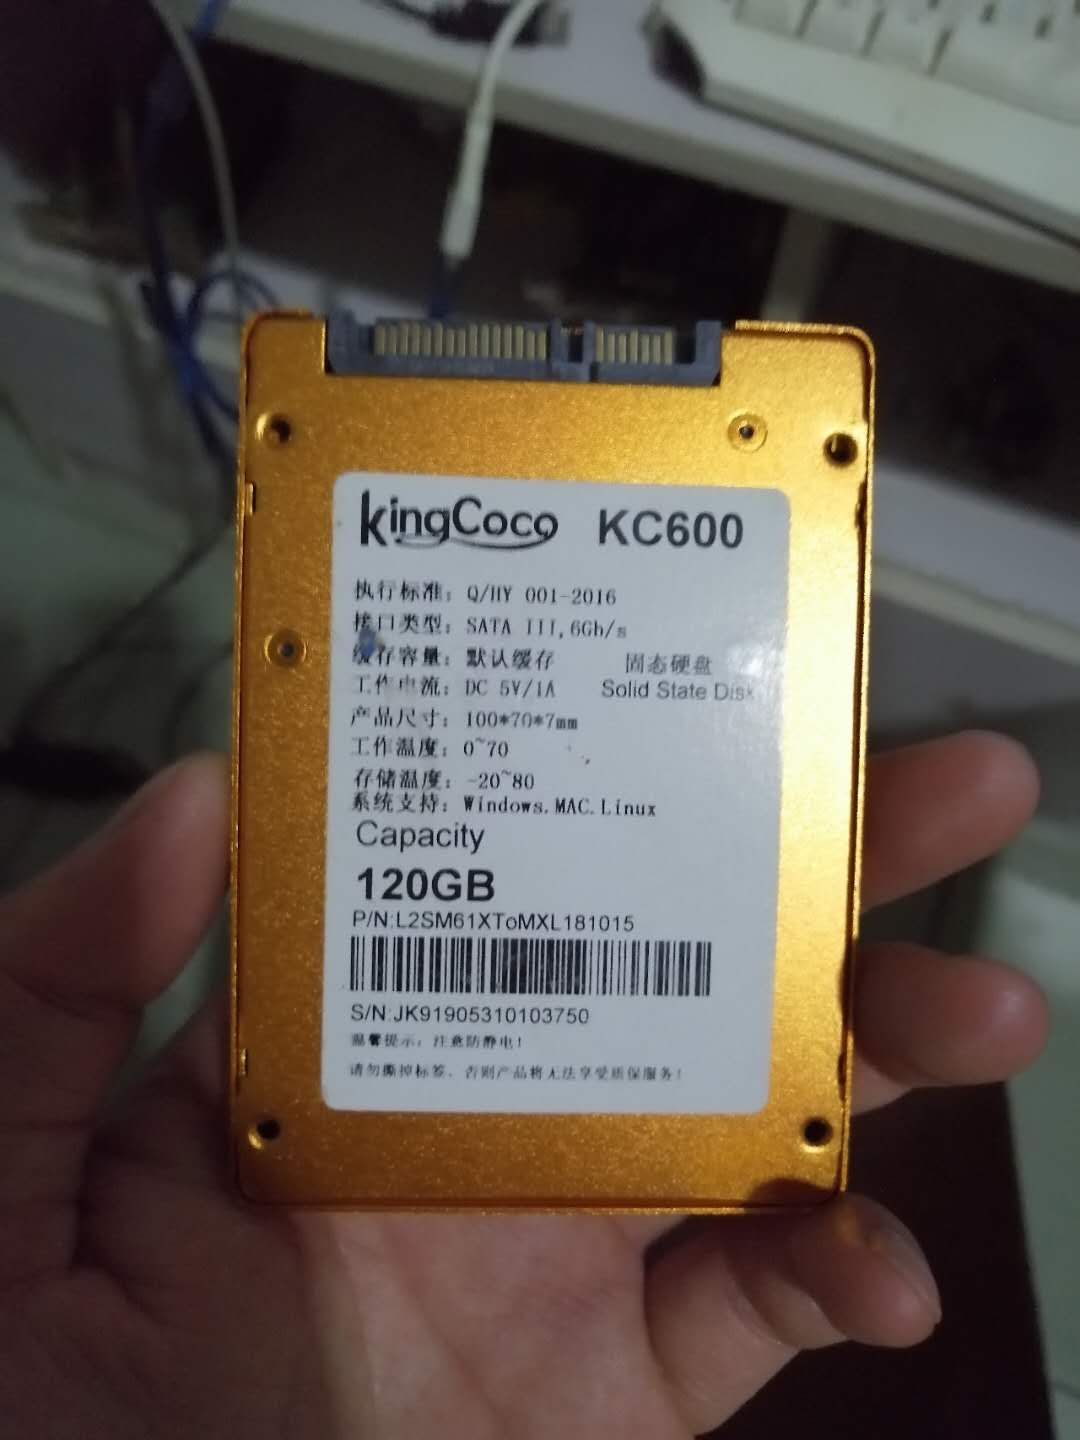 kingCoco KC600
执行标准：Q/HY 001-2016
接口类型：SATA III,6Gb/s
缓存容量：默认缓存 固态硬盘
工作电流：DC 5V/1A Solid State Disk
产品尺寸：100*70*7mm
工作温度：0~70
存储温度：-20~80
系统支持：Windows.MAC.Linux
Capacity
120GB
P/N:L2SM61XToMXL181015
S/N:JK91905310103750
温馨提示：注意防静电！
请勿撕掉标签、否则产品将无法享受质保服务！